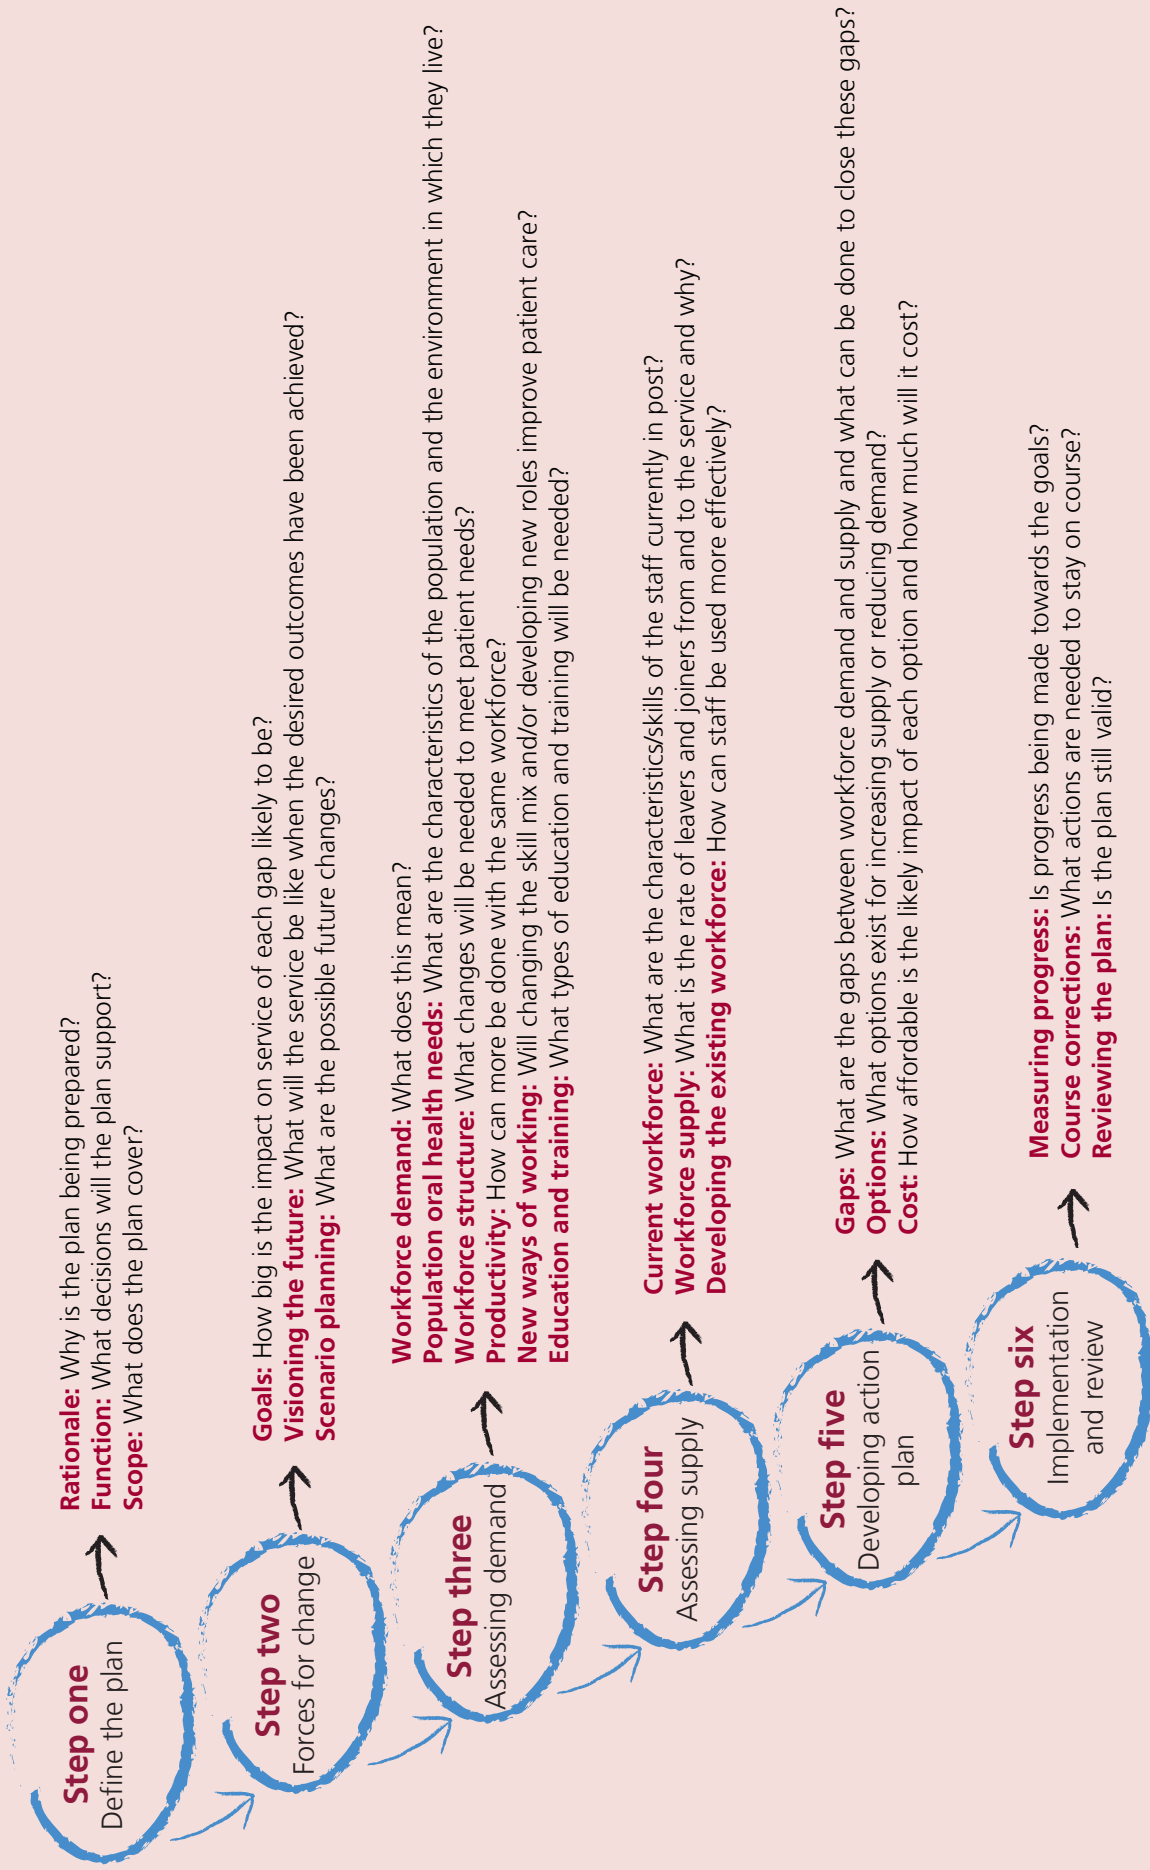 Step one
Define the plan
Rationale: Why is the plan being prepared?
Function: What decisions will the plan support?
Scope: What does the plan cover?
Step two
Forces for change
Goals: How big is the impact on service of each gap likely to be?
Visioning the future: What will the service be like when the desired outcomes have been achieved?
Scenario planning: What are the possible future changes?
Step three
Assessing demand
Workforce demand: What does this mean?
Population oral health needs: What are the characteristics of the population and the environment in which they live?
Workforce structure: What changes will be needed to meet patient needs?
Productivity: How can more be done with the same workforce?
New ways of working: Will changing the skill mix and/or developing new roles improve patient care?
Education and training: What types of education and training will be needed?
Step four
Assessing supply
Current workforce: What are the characteristics/skills of the staff currently in post?
Workforce supply: What is the rate of leavers and joiners from and to the service and why?
Developing the existing workforce: How can staff be used more effectively?
Step five
Developing action
plan
Gaps: What are the gaps between workforce demand and supply and what can be done to close these gaps?
Options: What options exist for increasing supply or reducing demand?
Cost: How affordable is the likely impact of each option and how much will it cost?
Step six
Implementation
and review
Measuring progress: Is progress being made towards the goals?
Course corrections: What actions are needed to stay on course?
Reviewing the plan: Is the plan still valid?